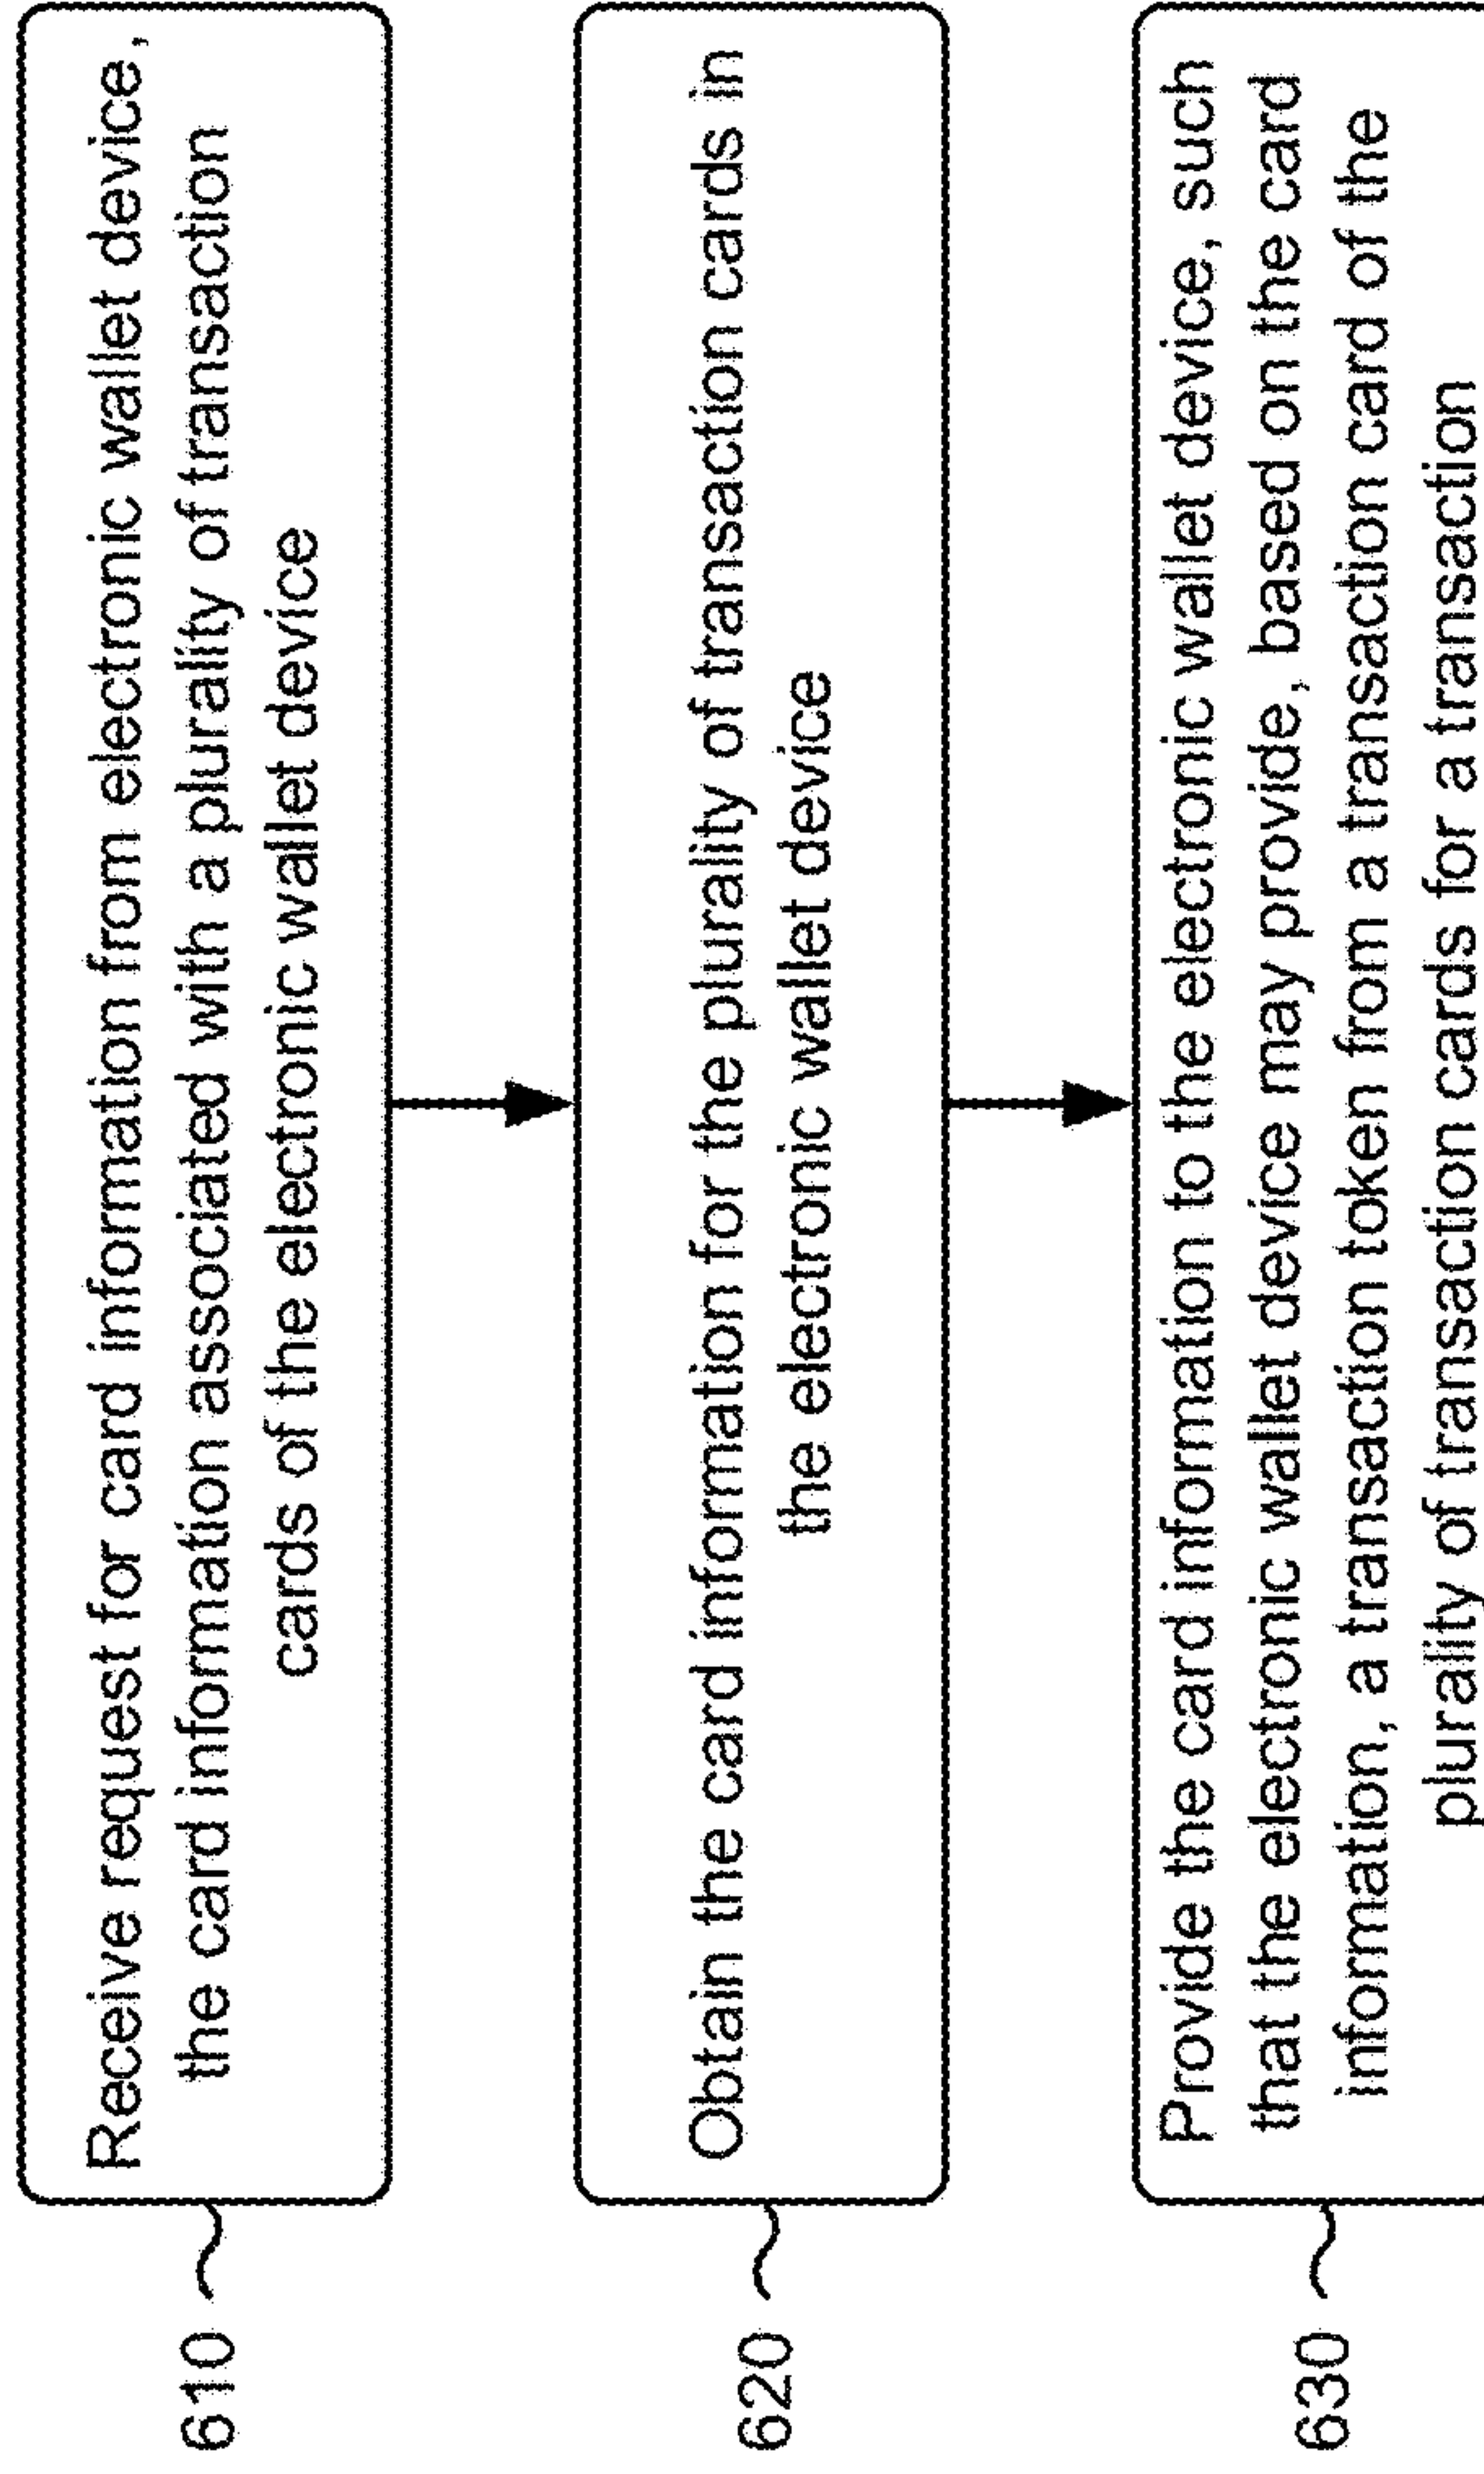 610
Receive request for card information from electronic wallet device,
the card information associated with a plurality of transaction
cards of the electronic wallet device
620
Obtain the card information for the plurality of transaction cards in
the electronic wallet device
630
Provide the card information to the electronic wallet device, such
that the electronic wallet device may provide, based on the card
information, a transaction token from a transaction card of the
plurality of transaction cards for a transaction